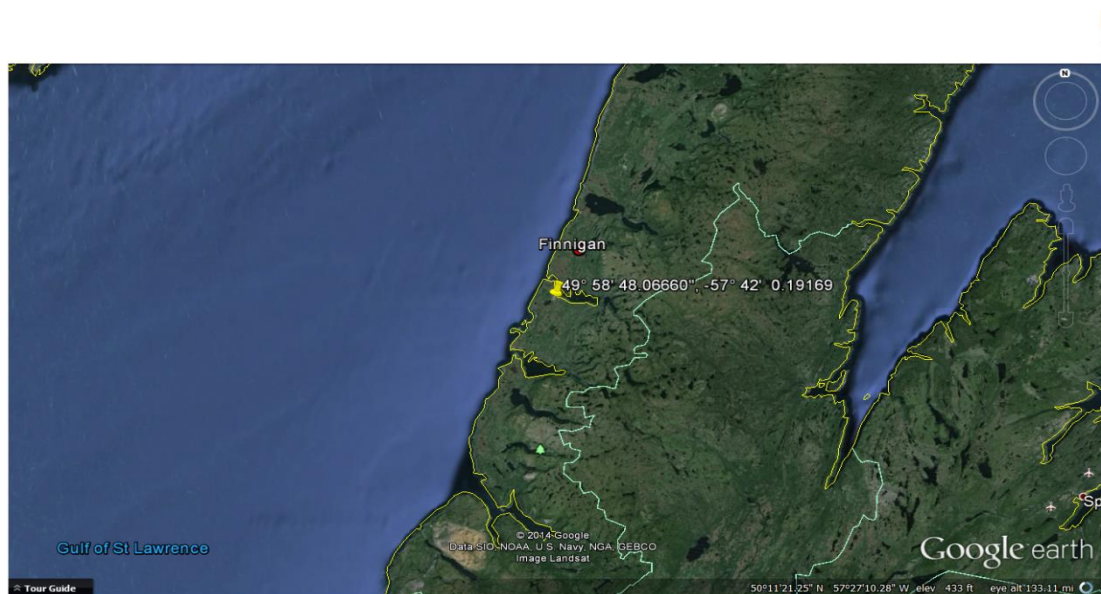 N
Finnigan
49° 58' 48.06660", -57° 42' 0.19169
Sp
© 2014 Google
Data SIO, NOAA, U.S. Navy, NGA, GEBCO
Image Landsat
Gulf of St Lawrence
Google earth
Tour Guide
50°11'21.25" N 57°27'10.28" W elev 433 ft eye alt 133.11 mi